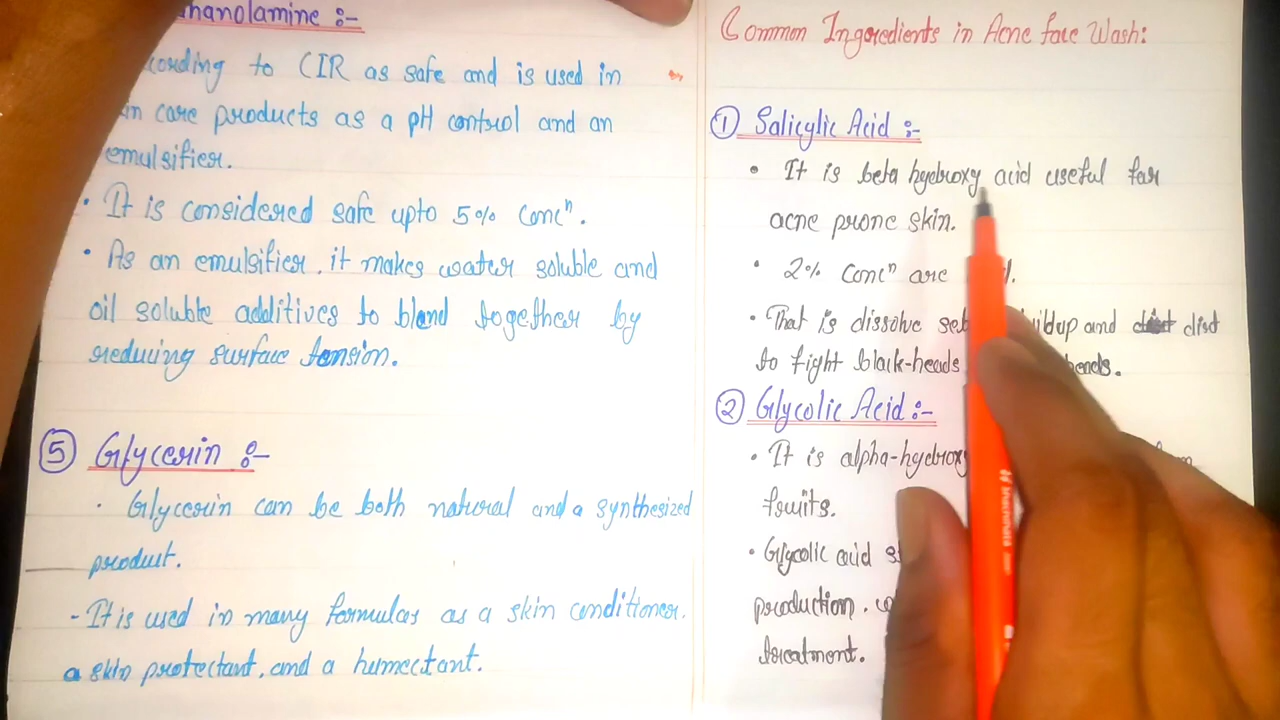 hanolamine :-
cording to CIR as safe and is used in
in care products as a pH control and an
emulsifier.
• It is considered safe upto 5% Concⁿ.
• As an emulsifier, it makes water soluble and
oil soluble additives to blend together by
reducing surface tension.
⑤ Glycerin :-
• Glycerin can be both natural and a synthesized
product.
- It is used in many formulas as a skin conditioner.
a skin protectant, and a humectant.
Common Ingredients in Acne face Wash:
① Salicylic Acid :-
• It is beta hydroxy acid useful for
acne prone skin.
• 2% Concⁿ are
• That is dissolve seb ildup and dist
to fight black-heads heads.
② Glycolic Acid :-
• It is alpha-hydroxy
fruits.
• Glycolic acid
production.
treatment.